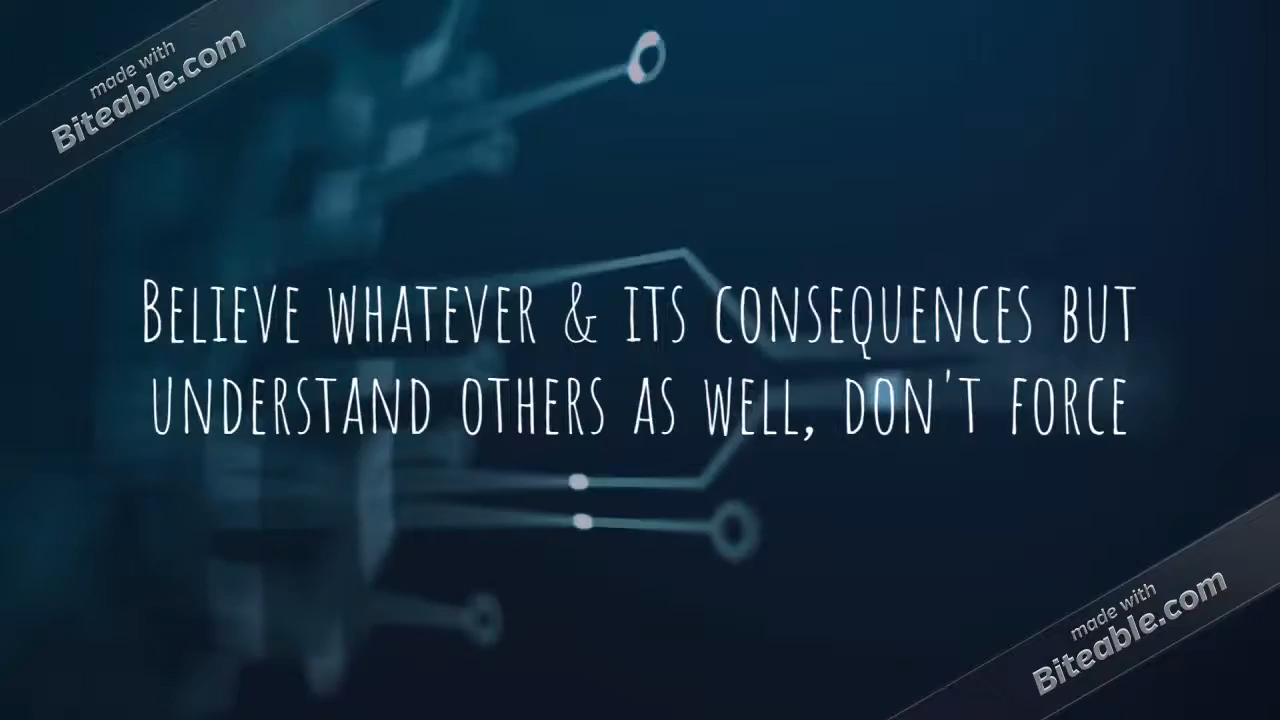 made with
Biteable.com
Believe whatever & its consequences but
understand others as well, don't force
made with
Biteable.com